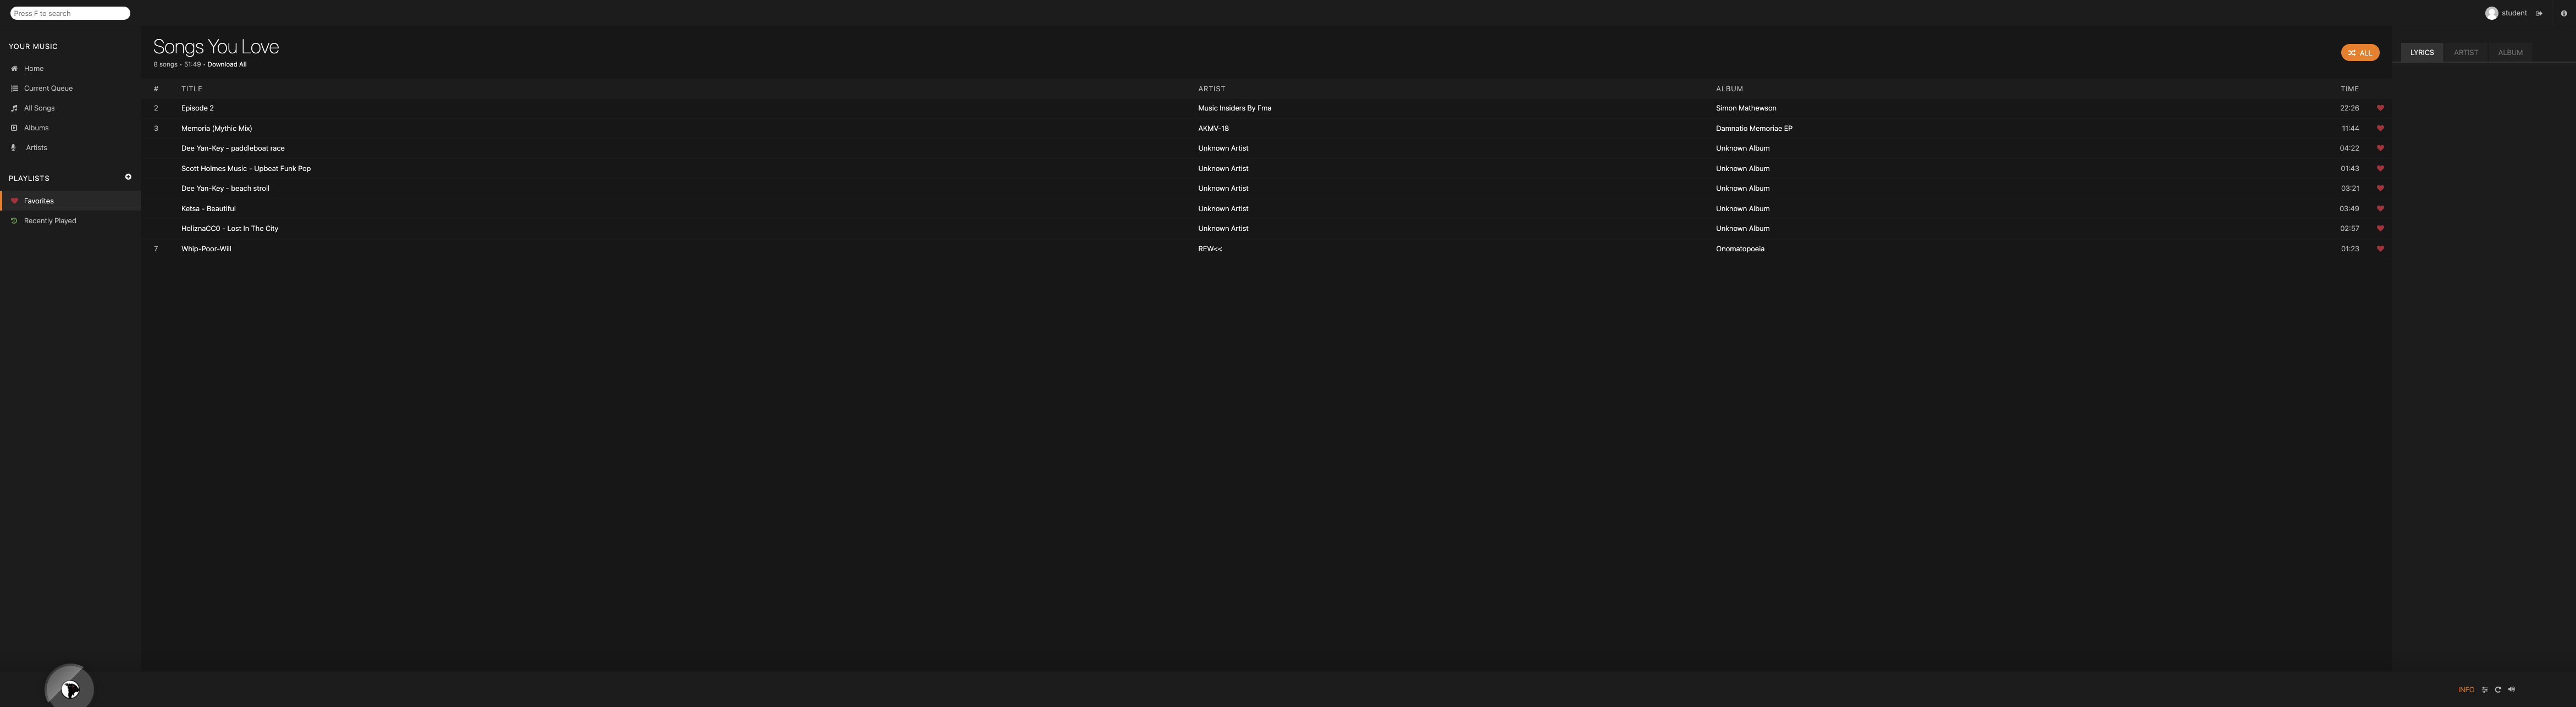 Press F to search
student
YOUR MUSIC
Home
Current Queue
All Songs
Albums
Artists
PLAYLISTS
Favorites
Recently Played
Songs You Love
8 songs • 51:49 • Download All
ALL
# TITLE ARTIST ALBUM TIME
2 Episode 2 Music Insiders By Fma Simon Mathewson 22:26
3 Memoria (Mythic Mix) AKMV-18 Damnatio Memoriae EP 11:44
Dee Yan-Key - paddleboat race Unknown Artist Unknown Album 04:22
Scott Holmes Music - Upbeat Funk Pop Unknown Artist Unknown Album 01:43
Dee Yan-Key - beach stroll Unknown Artist Unknown Album 03:21
Ketsa - Beautiful Unknown Artist Unknown Album 03:49
HoliznaCC0 - Lost In The City Unknown Artist Unknown Album 02:57
7 Whip-Poor-Will REW<< Onomatopoeia 01:23
LYRICS ARTIST ALBUM
INFO